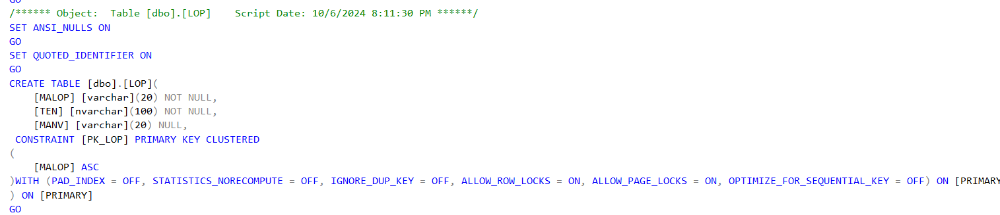 GO
/****** Object:  Table [dbo].[LOP]    Script Date: 10/6/2024 8:11:30 PM ******/
SET ANSI_NULLS ON
GO
SET QUOTED_IDENTIFIER ON
GO
CREATE TABLE [dbo].[LOP](
    [MALOP] [varchar](20) NOT NULL,
    [TEN] [nvarchar](100) NOT NULL,
    [MANV] [varchar](20) NULL,
 CONSTRAINT [PK_LOP] PRIMARY KEY CLUSTERED
(
    [MALOP] ASC
)WITH (PAD_INDEX = OFF, STATISTICS_NORECOMPUTE = OFF, IGNORE_DUP_KEY = OFF, ALLOW_ROW_LOCKS = ON, ALLOW_PAGE_LOCKS = ON, OPTIMIZE_FOR_SEQUENTIAL_KEY = OFF) ON [PRIMARY
) ON [PRIMARY]
GO